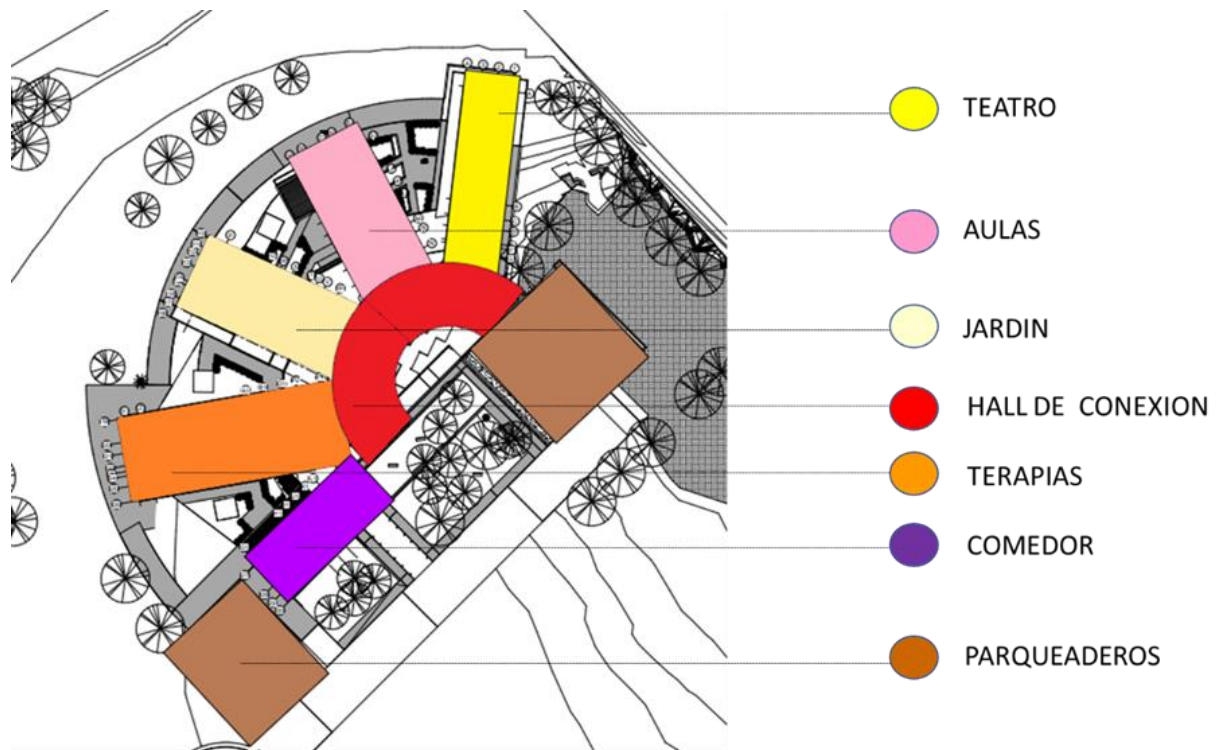 TEATRO
AULAS
JARDIN
HALL DE CONEXION
TERAPIAS
COMEDOR
PARQUEADEROS